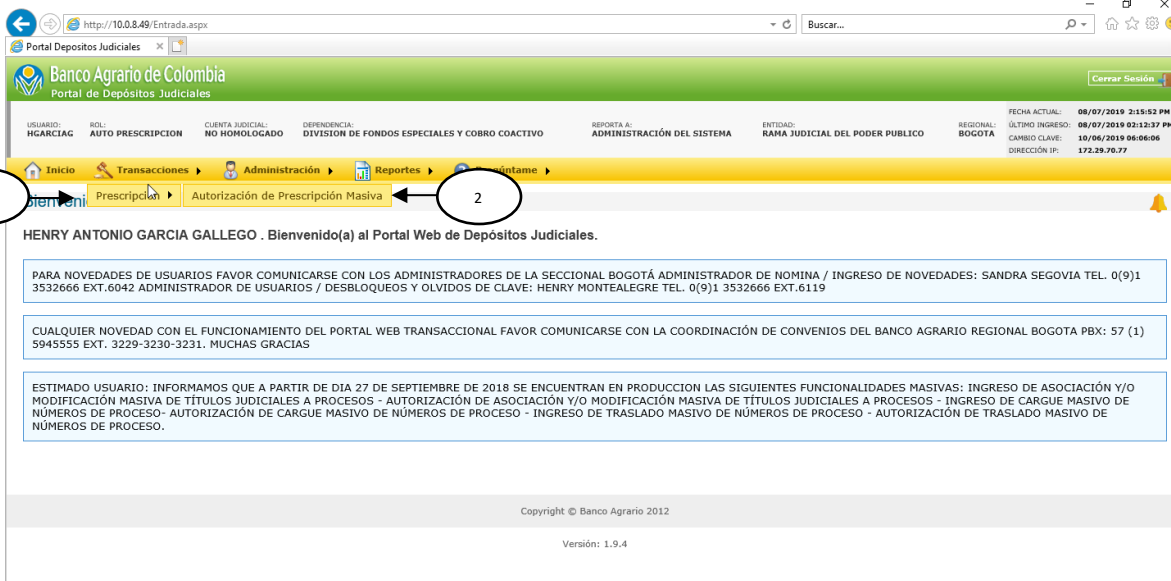 http://10.0.8.49/Entrada.aspx
Buscar...
Portal Depositos Judiciales
Banco Agrario de Colombia
Portal de Depósitos Judiciales
Cerrar Sesión
USUARIO: ROL: CUENTA JUDICIAL: DEPENDENCIA: REPORTA A: ENTIDAD: REGIONAL:
HGARCIAG AUTO PRESCRIPCION NO HOMOLOGADO DIVISION DE FONDOS ESPECIALES Y COBRO COACTIVO ADMINISTRACIÓN DEL SISTEMA RAMA JUDICIAL DEL PODER PUBLICO BOGOTA
FECHA ACTUAL: 08/07/2019 2:15:52 PM
ÚLTIMO INGRESO: 08/07/2019 02:12:37 PM
CAMBIO CLAVE: 10/06/2019 06:06:06
DIRECCIÓN IP: 172.29.70.77
Inicio Transacciones Administración Reportes
Prescripción Autorización de Prescripción Masiva 2
HENRY ANTONIO GARCIA GALLEGO . Bienvenido(a) al Portal Web de Depósitos Judiciales.
PARA NOVEDADES DE USUARIOS FAVOR COMUNICARSE CON LOS ADMINISTRADORES DE LA SECCIONAL BOGOTÁ ADMINISTRADOR DE NOMINA / INGRESO DE NOVEDADES: SANDRA SEGOVIA TEL. 0(9)1
3532666 EXT.6042 ADMINISTRADOR DE USUARIOS / DESBLOQUEOS Y OLVIDOS DE CLAVE: HENRY MONTEALEGRE TEL. 0(9)1 3532666 EXT.6119
CUALQUIER NOVEDAD CON EL FUNCIONAMIENTO DEL PORTAL WEB TRANSACCIONAL FAVOR COMUNICARSE CON LA COORDINACIÓN DE CONVENIOS DEL BANCO AGRARIO REGIONAL BOGOTA PBX: 57 (1)
5945555 EXT. 3229-3230-3231. MUCHAS GRACIAS
ESTIMADO USUARIO: INFORMAMOS QUE A PARTIR DE DIA 27 DE SEPTIEMBRE DE 2018 SE ENCUENTRAN EN PRODUCCION LAS SIGUIENTES FUNCIONALIDADES MASIVAS: INGRESO DE ASOCIACIÓN Y/O
MODIFICACIÓN MASIVA DE TÍTULOS JUDICIALES A PROCESOS - AUTORIZACIÓN DE ASOCIACIÓN Y/O MODIFICACIÓN MASIVA DE TÍTULOS JUDICIALES A PROCESOS - INGRESO DE CARGUE MASIVO DE
NÚMEROS DE PROCESO- AUTORIZACIÓN DE CARGUE MASIVO DE NÚMEROS DE PROCESO - INGRESO DE TRASLADO MASIVO DE NÚMEROS DE PROCESO - AUTORIZACIÓN DE TRASLADO MASIVO DE
NÚMEROS DE PROCESO.
Copyright © Banco Agrario 2012
Versión: 1.9.4